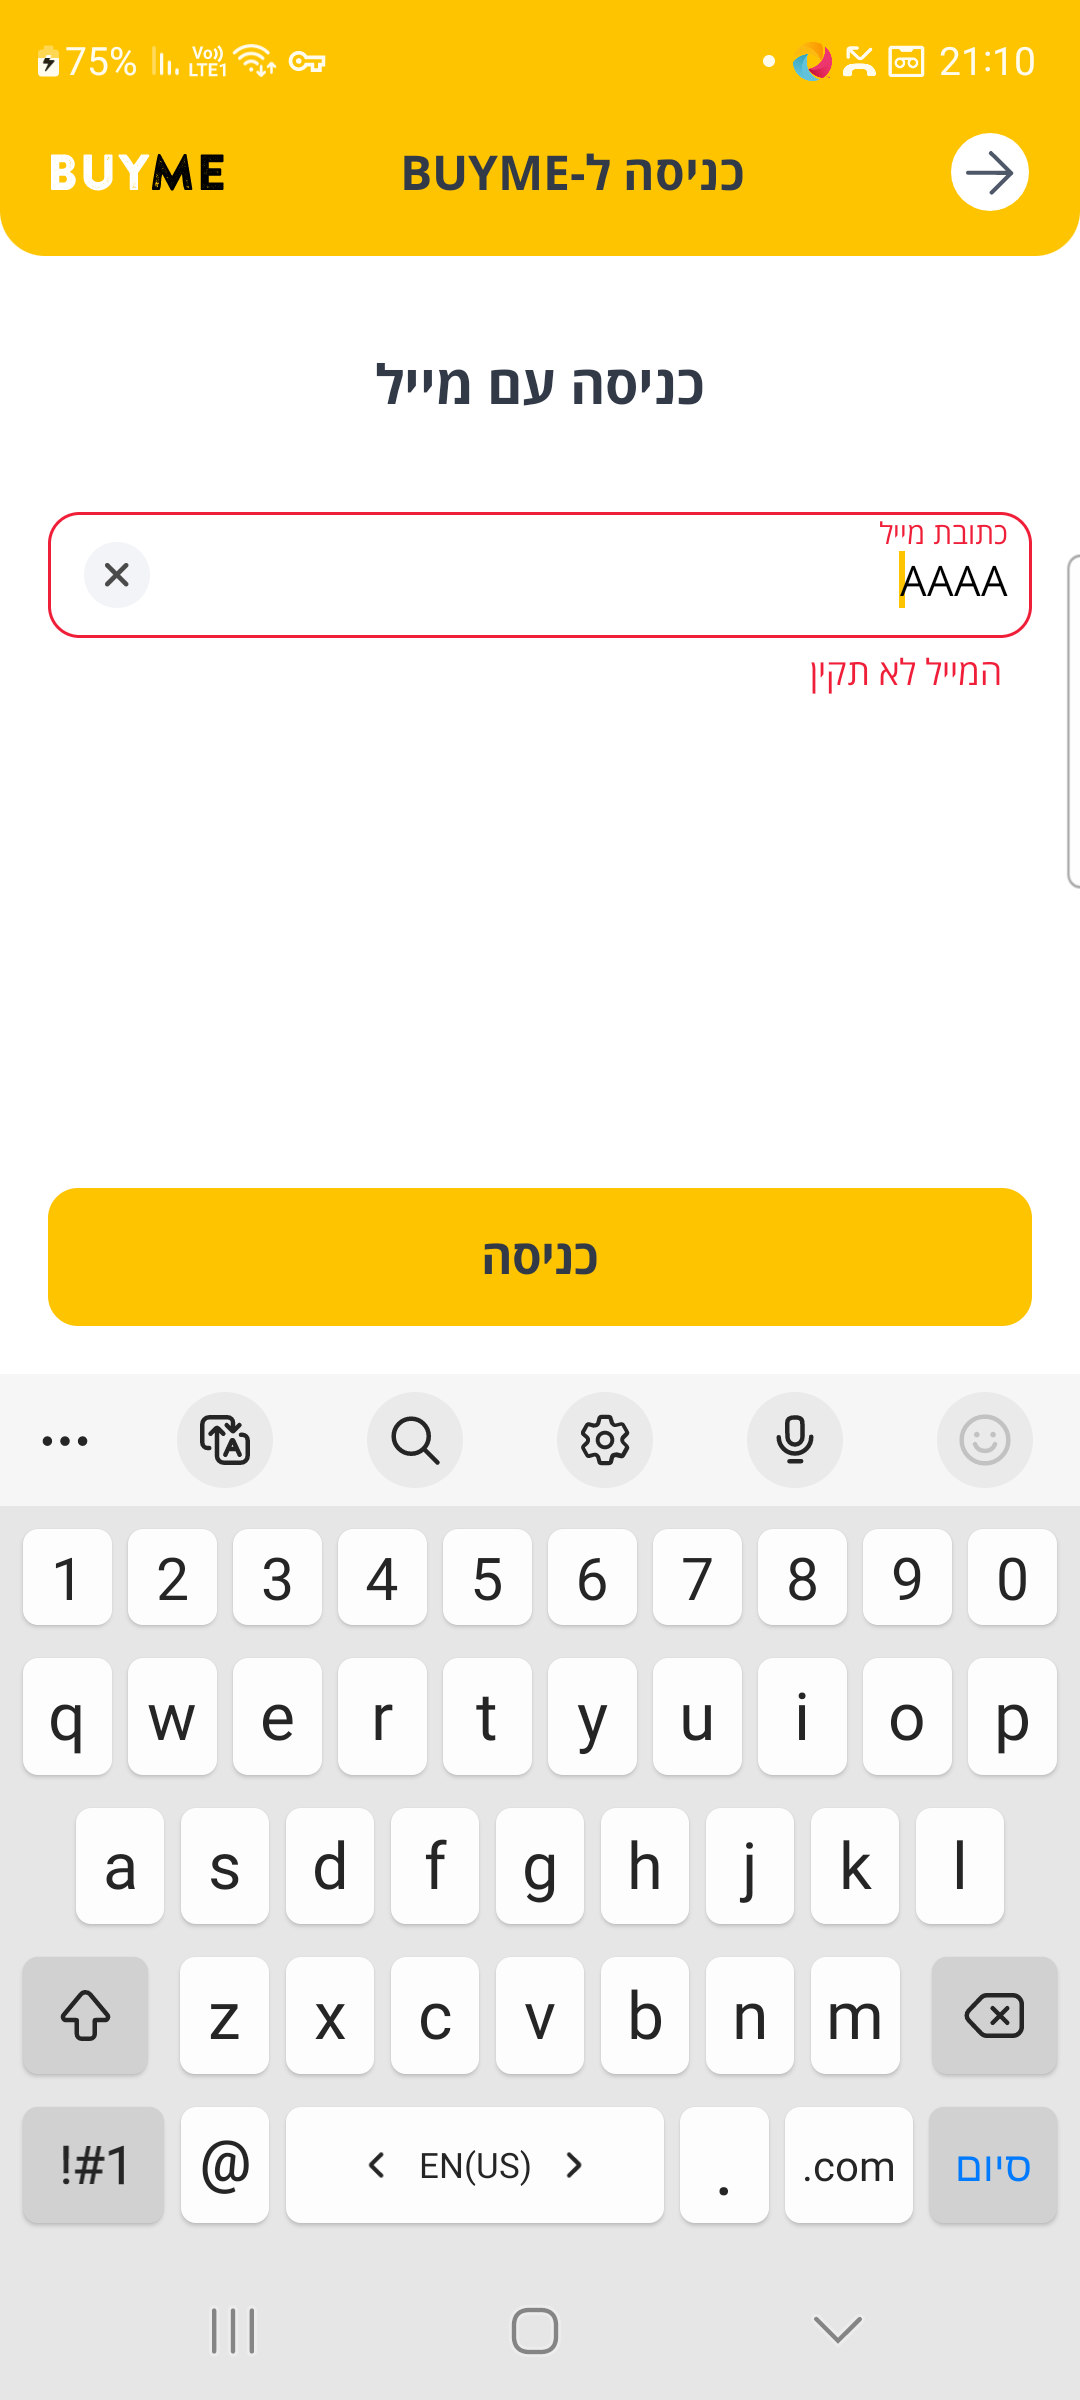 75% Vo)) LTE1 21:10
BUYME כניסה ל-BUYME
כניסה עם מייל
כתובת מייל
AAAA
המייל לא תקין
כניסה
1 2 3 4 5 6 7 8 9 0
q w e r t y u i o p
a s d f g h j k l
z x c v b n m
!#1 @ EN(US) . .com סיום